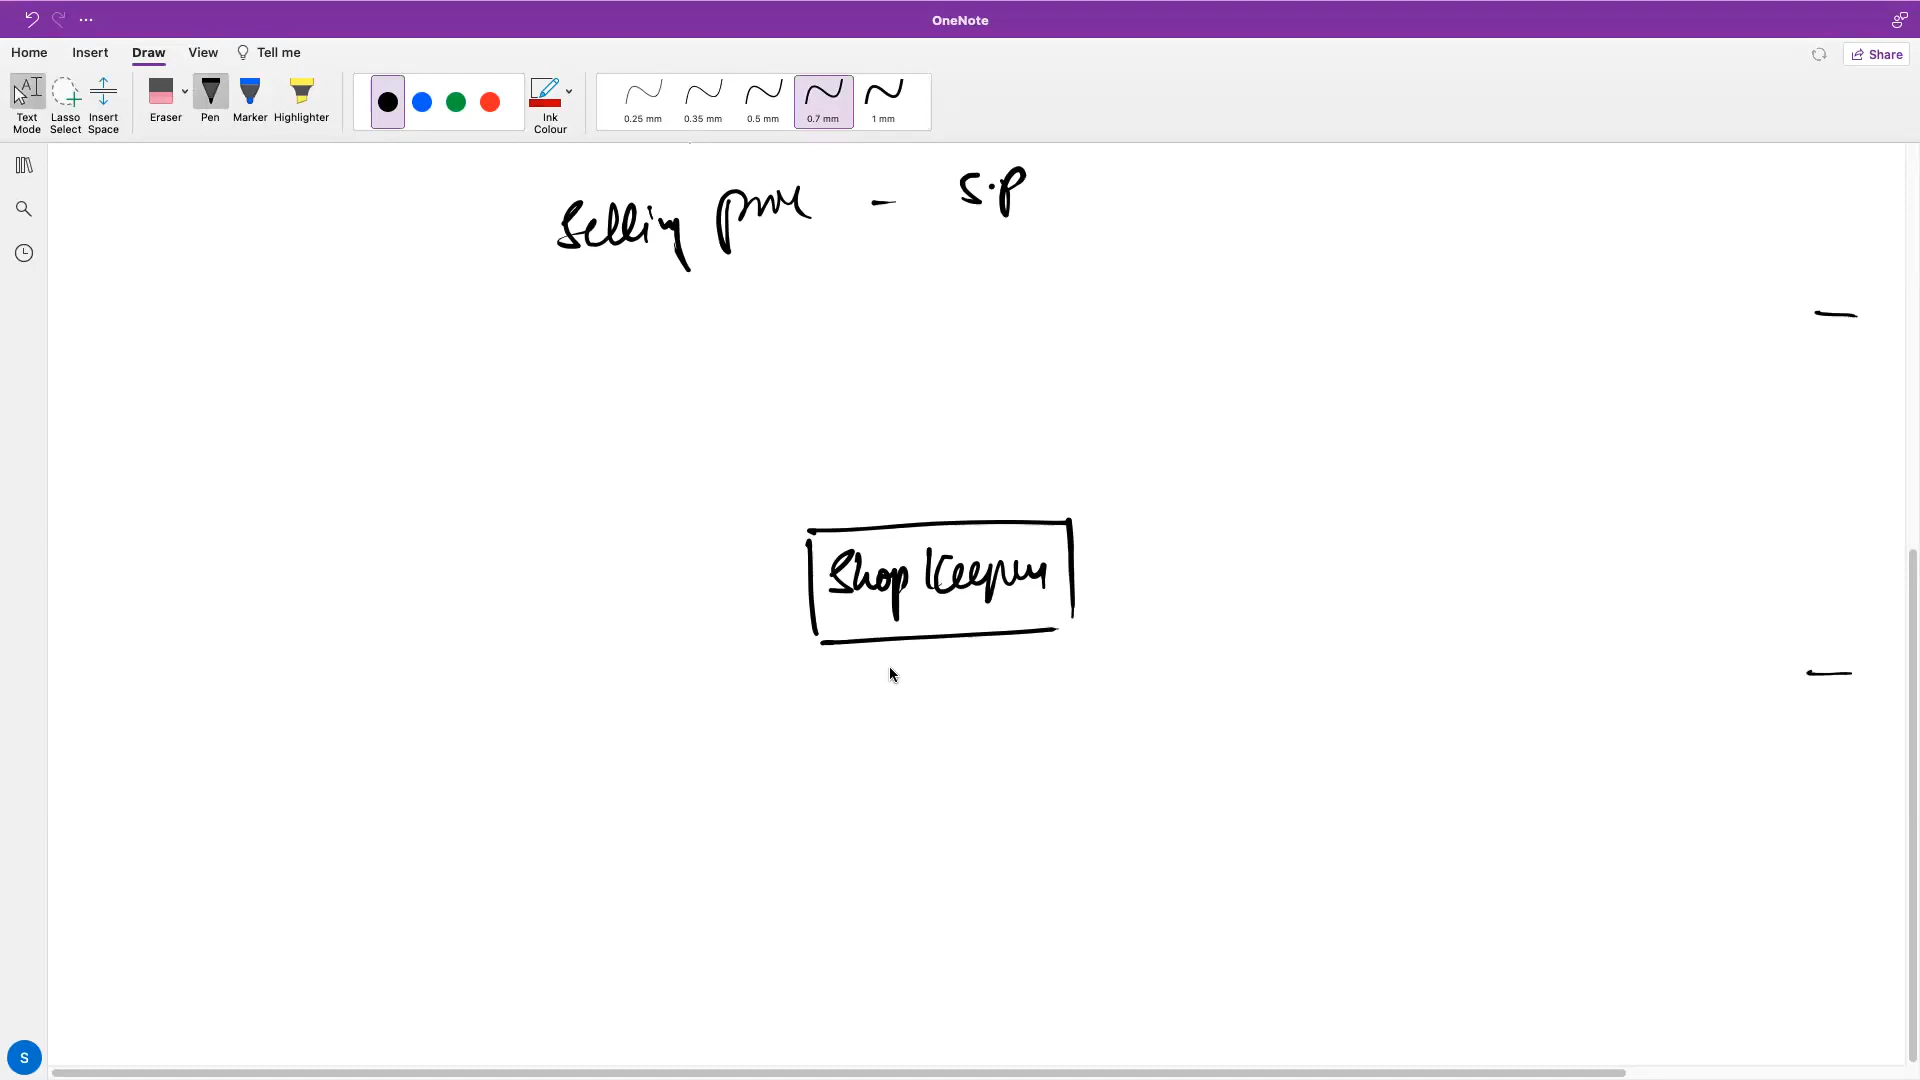 OneNote
Home Insert Draw View Tell me
Share
Text Mode
Lasso Select
Insert Space
Eraser
Pen
Marker
Highlighter
Ink Colour
0.25 mm
0.35 mm
0.5 mm
0.7 mm
1 mm
Selling price - S.P
Shop Keeper
S